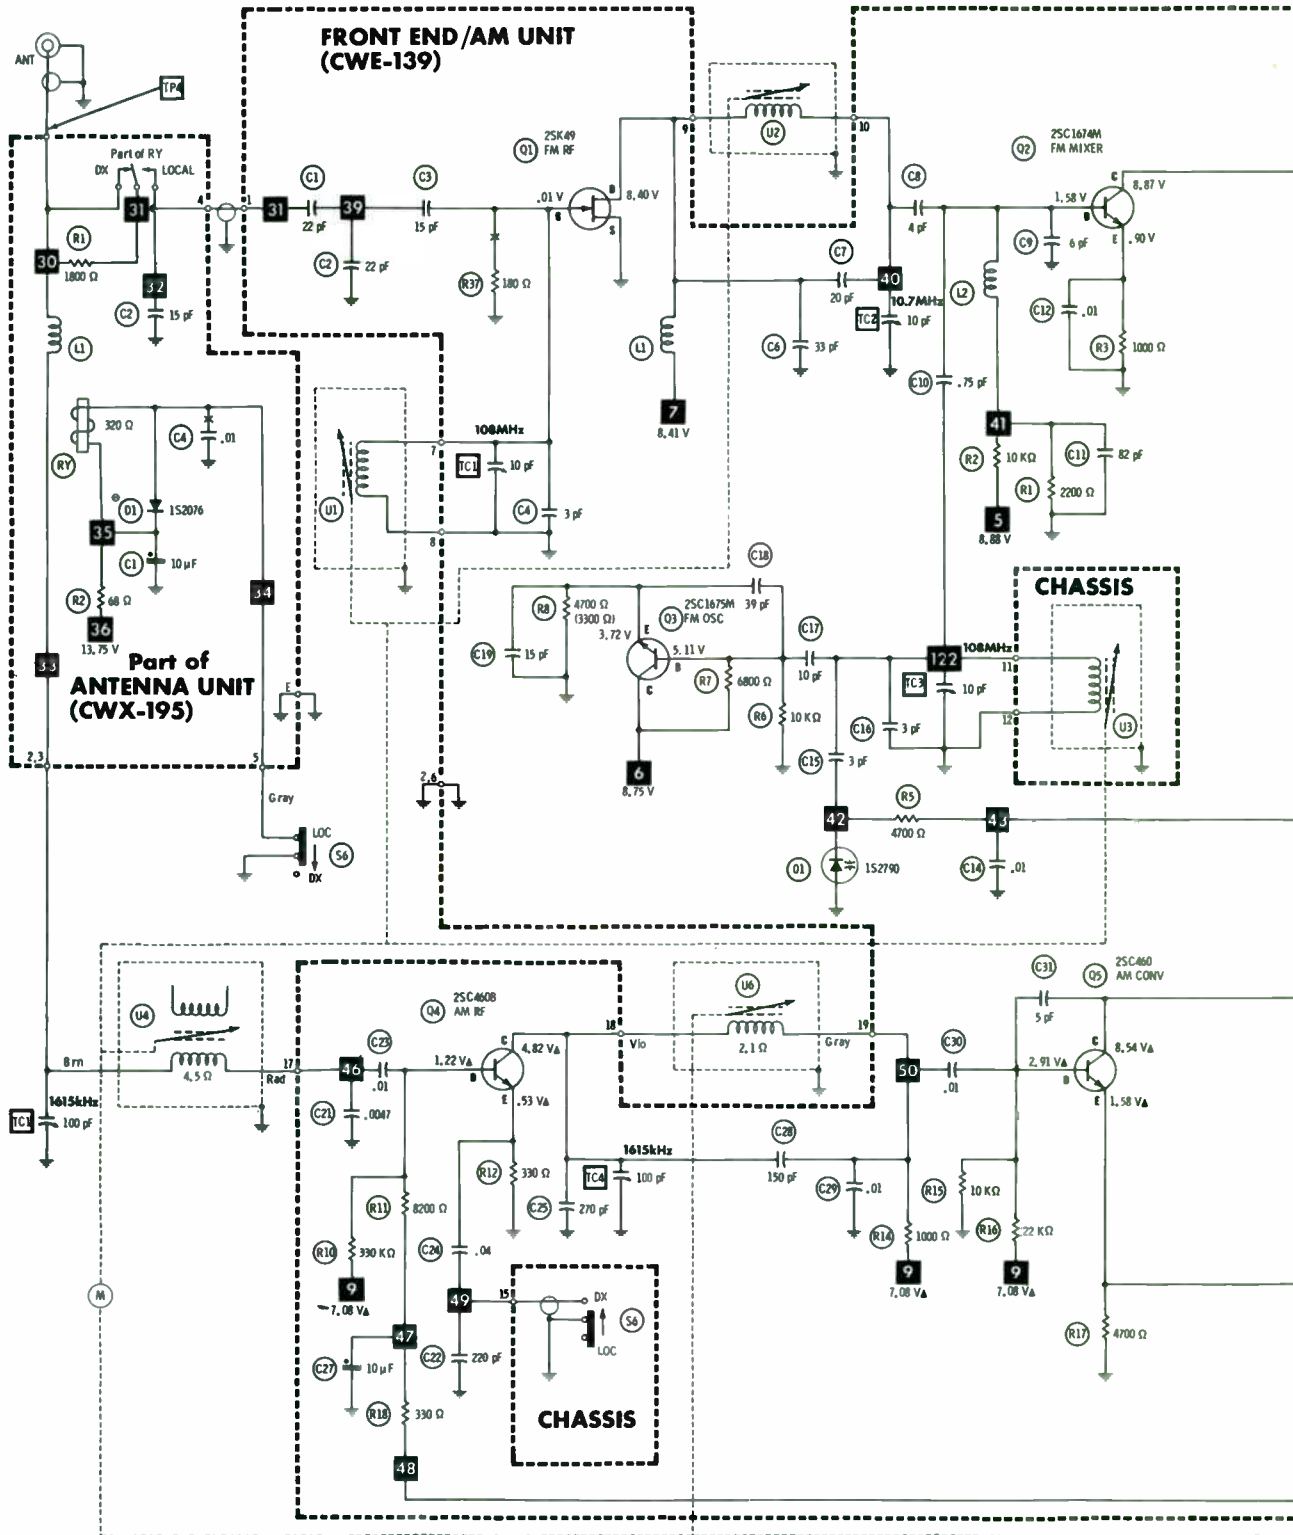 FRONT END/AM UNIT
(CWE-139)
ANT
TP4
Part of RY
DX
LOCAL
31
4
1
31
C1
22 pF
39
C3
15 pF
C2
22 pF
R37
180 Ω
.01 V
G
Q1
2SK49
FM RF
D
8.40 V
S
9
U2
10
C8
4 pF
Q2
2SC1674M
FM MIXER
C
8.87 V
1.58 V
B
E
.90 V
C9
6 pF
30
R1
1800 Ω
32
C2
15 pF
L1
C7
20 pF
40
10.7MHz
TC2
10 pF
L2
C12
.01
R3
1000 Ω
L1
C6
33 pF
C10
.75 pF
7
8.41 V
41
R2
10 KΩ
R1
2200 Ω
C11
82 pF
5
8.88 V
RY
320 Ω
C4
.01
D1
1S2076
35
C1
10 μF
R2
68 Ω
36
13.75 V
34
33
U1
7
8
108MHz
TC1
10 pF
C4
3 pF
Part of
ANTENNA UNIT
(CWX-195)
E
2,3
5
Gray
LOC
S6
DX
2,6
C18
39 pF
R8
4700 Ω
(3300 Ω)
C19
15 pF
Q3
2SC1675M
FM OSC
3.72 V
E
5.11 V
B
C
R7
6800 Ω
R6
10 KΩ
C17
10 pF
6
8.75 V
C15
3 pF
C16
3 pF
122
108MHz
TC3
10 pF
CHASSIS
11
12
U3
42
R5
4700 Ω
43
D1
1S2790
C14
.01
U4
4.5 Ω
Brn
Rad
17
1615kHz
TC1
100 pF
46
C23
.01
C21
.0047
Q4
2SC460B
AM RF
C
4.82 V▲
1.22 V▲
B
E
.53 V▲
18
Vio
U6
2.1 Ω
Gray
19
50
C30
.01
C31
5 pF
Q5
2SC460
AM CONV
C
8.54 V▲
2.91 V▲
B
E
1.58 V▲
R12
330 Ω
C25
270 pF
1615kHz
TC4
100 pF
C28
150 pF
C29
.01
R14
1000 Ω
9
7.08 V▲
R15
10 KΩ
R16
22 KΩ
9
7.08 V▲
R11
8200 Ω
R10
330 KΩ
9
7.08 V▲
C24
.04
49
15
DX
S6
LOC
CHASSIS
M
47
C27
10 μF
C22
220 pF
R18
330 Ω
48
R17
4700 Ω